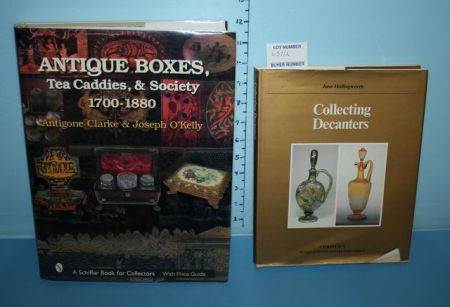 ANTIQUE BOXES,
Tea Caddies, & Society
1700-1880
Antigone Clarke & Joseph O'Kelly
A Schiffer Book for Collectors
With Price Guide
LOT NUMBER
BUYER NUMBER
Jane Hollingworth
Collecting
Decanters
CHRISTIE'S